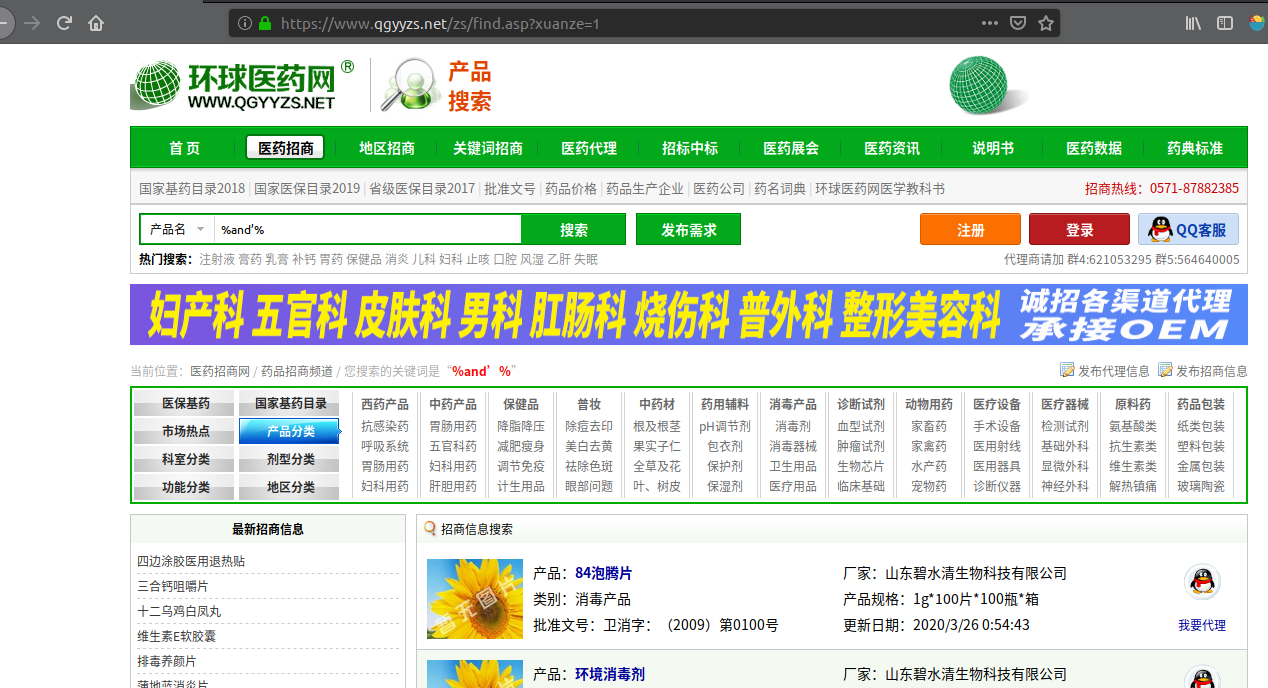 https://www.qgyyzs.net/zs/find.asp?xuanze=1
环球医药网®
WWW.QGYYZS.NET
产品
搜索
首 页 医药招商 地区招商 关键词招商 医药代理 招标中标 医药展会 医药资讯 说明书 医药数据 药典标准
国家基药目录2018 | 国家医保目录2019 | 省级医保目录2017 | 批准文号 | 药品价格 | 药品生产企业 | 医药公司 | 药名词典 | 环球医药网医学教科书 招商热线：0571-87882385
产品名 %and’% 搜索 发布需求 注册 登录 QQ客服
热门搜索：注射液 膏药 乳膏 补钙 胃药 保健品 消炎 儿科 妇科 止咳 口腔 风湿 乙肝 失眠 代理商请加 群4:621053295 群5:564640005
妇产科 五官科 皮肤科 男科 肛肠科 烧伤科 普外科 整形美容科 诚招各渠道代理
承接OEM
当前位置：医药招商网 / 药品招商频道 / 您搜索的关键词是“%and’%” 发布代理信息 发布招商信息
医保基药 国家基药目录 西药产品 中药产品 保健品 普妆 中药材 药用辅料 消毒产品 诊断试剂 动物用药 医疗设备 医疗器械 原料药 药品包装
市场热点 产品分类 抗感染药 胃肠用药 降脂降压 除痘去印 根及根茎 pH调节剂 消毒剂 血型试剂 家畜药 手术设备 检测试剂 氨基酸类 纸类包装
呼吸系统 五官科药 减肥瘦身 美白去黄 果实子仁 包衣剂 消毒器械 肿瘤试剂 家禽药 医用射线 基础外科 抗生素类 塑料包装
科室分类 剂型分类 胃肠用药 妇科用药 调节免疫 祛除色斑 全草及花 保护剂 卫生用品 生物芯片 水产药 医用器具 显微外科 维生素类 金属包装
功能分类 地区分类 妇科用药 肝胆用药 计生用品 眼部问题 叶、树皮 保湿剂 医疗用品 临床基础 宠物药 诊断仪器 神经外科 解热镇痛 玻璃陶瓷
最新招商信息
四边涂胶医用退热贴
三合钙咀嚼片
十二乌鸡白凤丸
维生素E软胶囊
排毒养颜片
蒲地蓝消炎片
招商信息搜索
暂无图片
产品：84泡腾片 厂家：山东碧水清生物科技有限公司
类别：消毒产品 产品规格：1g*100片*100瓶*箱
批准文号：卫消字：（2009）第0100号 更新日期：2020/3/26 0:54:43 我要代理
产品：环境消毒剂 厂家：山东碧水清生物科技有限公司